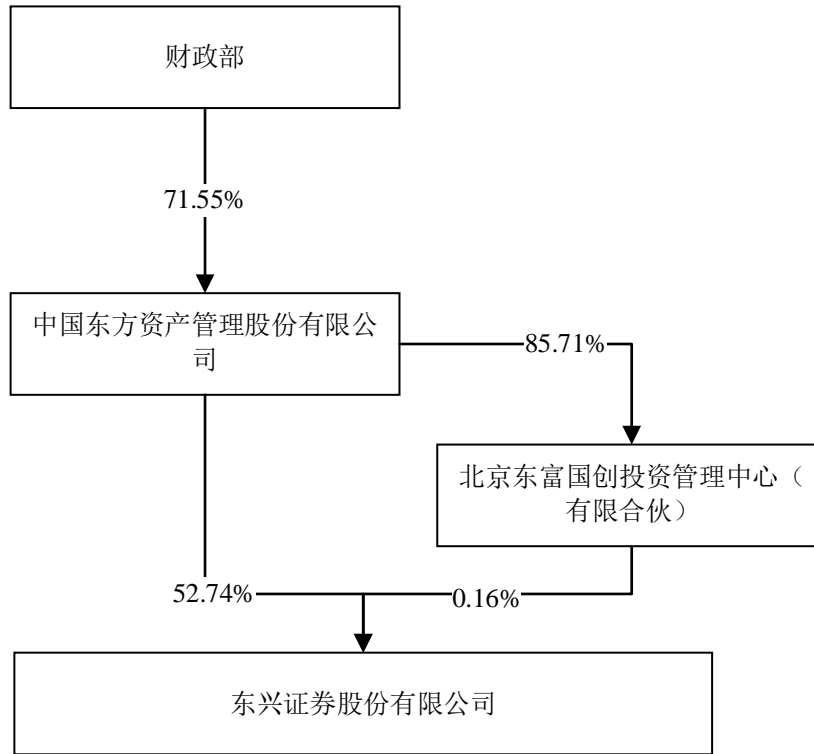 财政部
71.55%
中国东方资产管理股份有限公
司
85.71%
北京东富国创投资管理中心（
有限合伙）
52.74%
0.16%
东兴证券股份有限公司